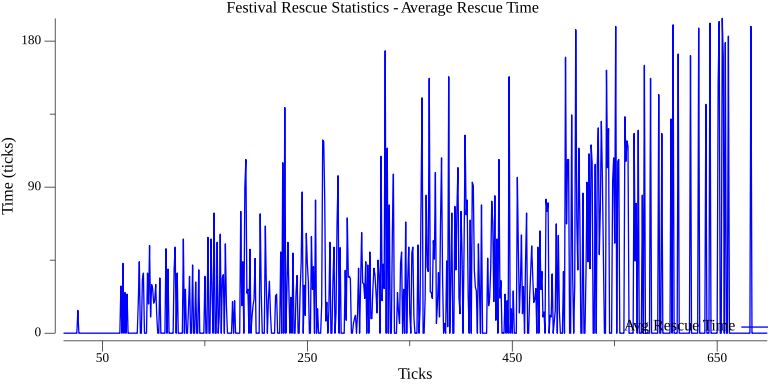 Festival Rescue Statistics - Average Rescue Time
Time (ticks)
180
90
0
50
250
450
650
Ticks
Avg Rescue Time